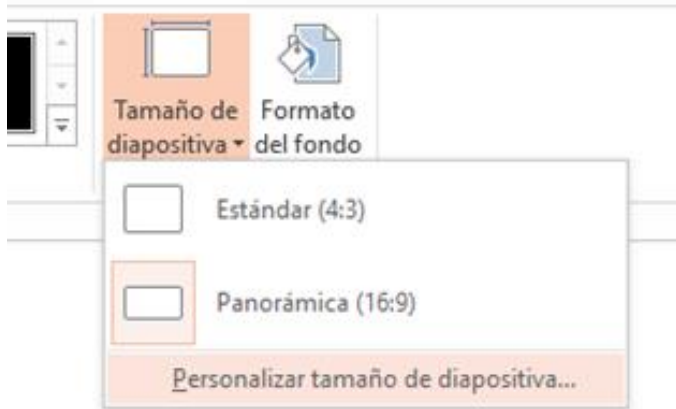 Tamaño de
diapositiva
Formato
del fondo
Estándar (4:3)
Panorámica (16:9)
Personalizar tamaño de diapositiva...